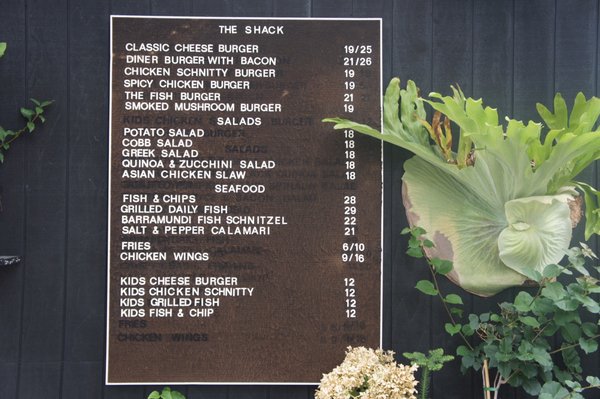 THE SHACK
CLASSIC CHEESE BURGER 19/25
DINER BURGER WITH BACON 21/26
CHICKEN SCHNITTY BURGER 19
SPICY CHICKEN BURGER 19
THE FISH BURGER 21
SMOKED MUSHROOM BURGER 19
SALADS
POTATO SALAD 18
COBB SALAD 18
GREEK SALAD 18
QUINOA & ZUCCHINI SALAD 18
ASIAN CHICKEN SLAW 18
SEAFOOD
FISH & CHIPS 28
GRILLED DAILY FISH 29
BARRAMUNDI FISH SCHNITZEL 22
SALT & PEPPER CALAMARI 21
FRIES 6/10
CHICKEN WINGS 9/16
KIDS CHEESE BURGER 12
KIDS CHICKEN SCHNITTY 12
KIDS GRILLED FISH 12
KIDS FISH & CHIP 12
FRIES
CHICKEN WINGS